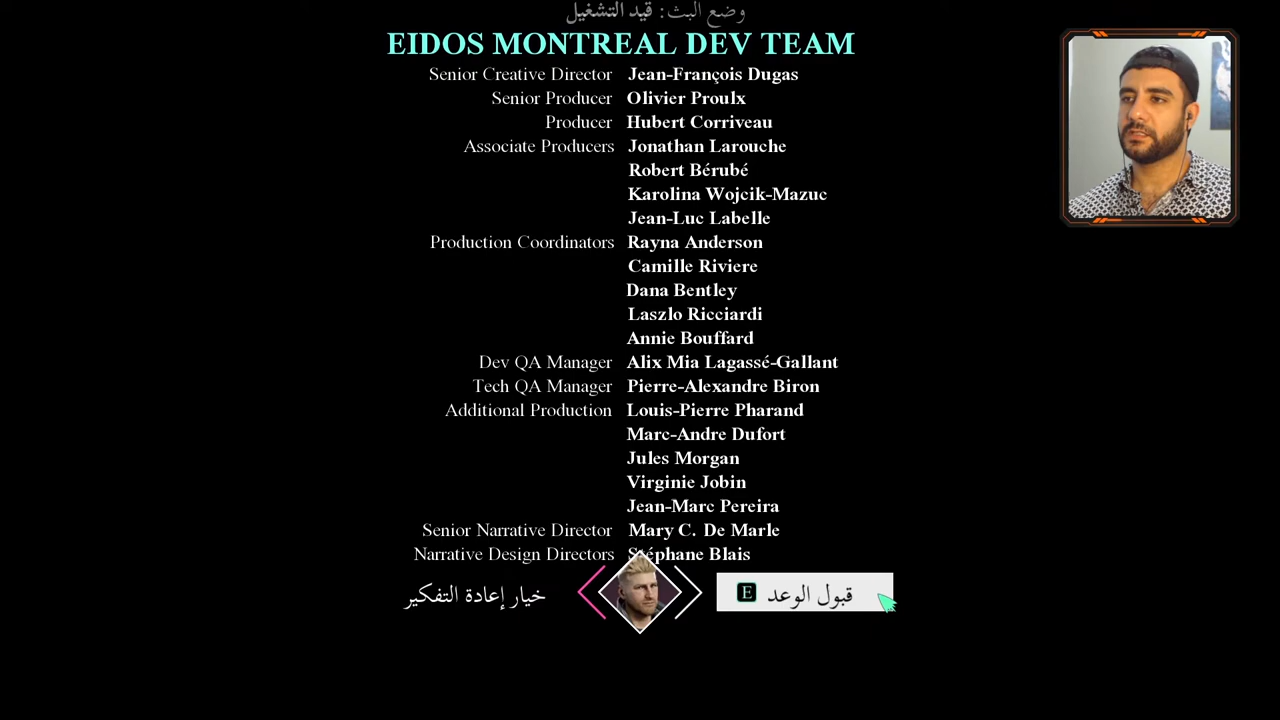 وضع البث: قيد التشغيل
EIDOS MONTREAL DEV TEAM
Senior Creative Director Jean-François Dugas
Senior Producer Olivier Proulx
Producer Hubert Corriveau
Associate Producers Jonathan Larouche
Robert Bérubé
Karolina Wojcik-Mazuc
Jean-Luc Labelle
Production Coordinators Rayna Anderson
Camille Riviere
Dana Bentley
Laszlo Ricciardi
Annie Bouffard
Dev QA Manager Alix Mia Lagassé-Gallant
Tech QA Manager Pierre-Alexandre Biron
Additional Production Louis-Pierre Pharand
Marc-Andre Dufort
Jules Morgan
Virginie Jobin
Jean-Marc Pereira
Senior Narrative Director Mary C. De Marle
Narrative Design Directors Stéphane Blais
خيار إعادة التفكير
E قبول الوعد